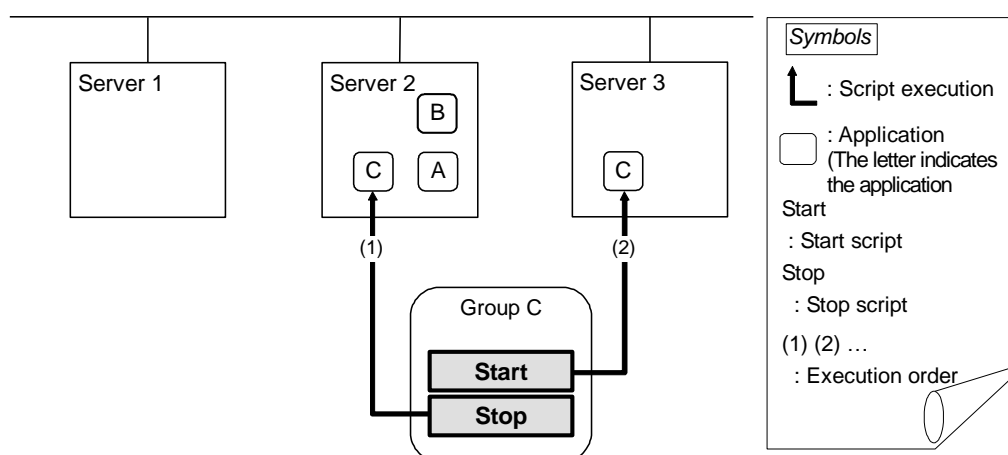 Server 1
Server 2
Server 3
B
C
A
C
(1)
(2)
Group C
Start
Stop
Symbols
: Script execution
: Application
(The letter indicates
the application
Start
: Start script
Stop
: Stop script
(1) (2) …
: Execution order